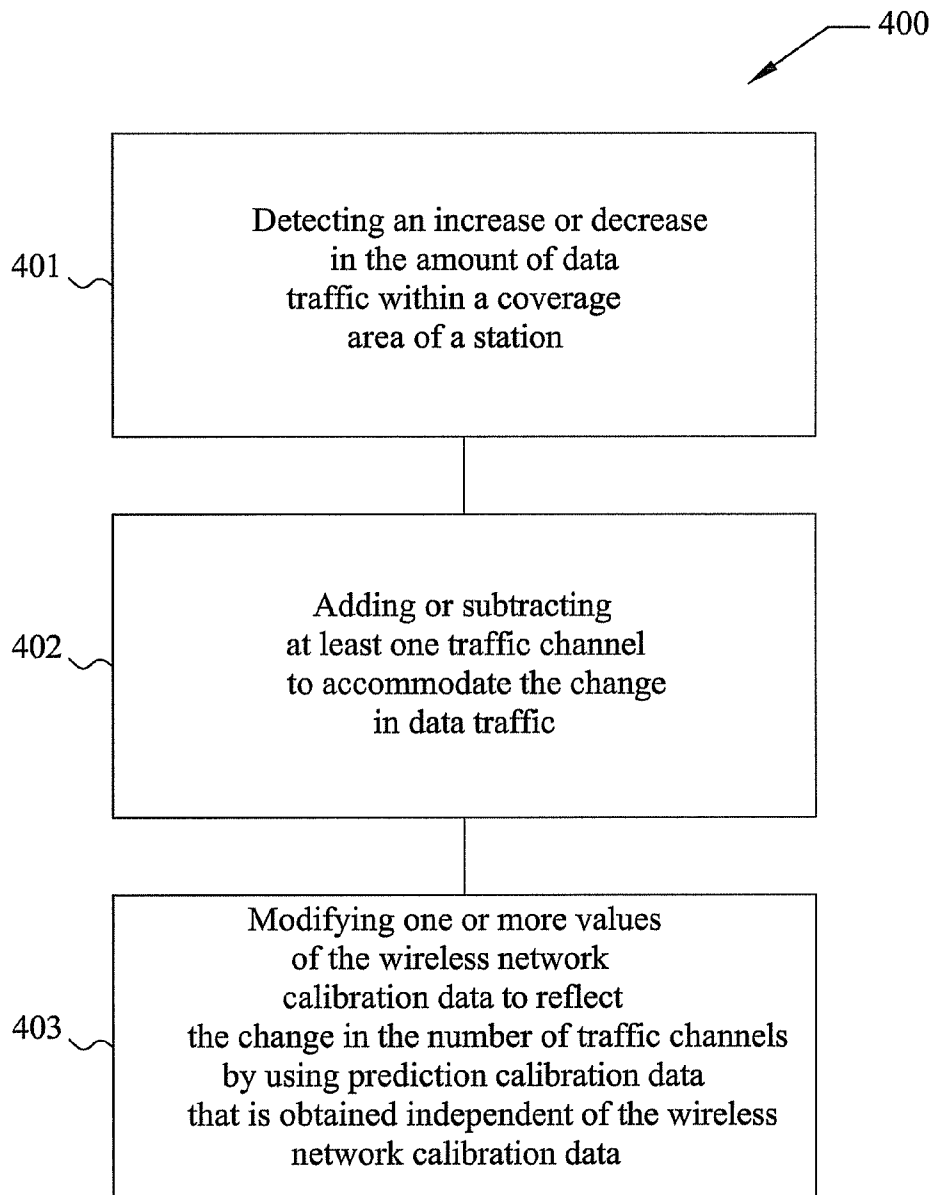 400
401
Detecting an increase or decrease
in the amount of data
traffic within a coverage
area of a station
402
Adding or subtracting
at least one traffic channel
to accommodate the change
in data traffic
403
Modifying one or more values
of the wireless network
calibration data to reflect
the change in the number of traffic channels
by using prediction calibration data
that is obtained independent of the wireless
network calibration data